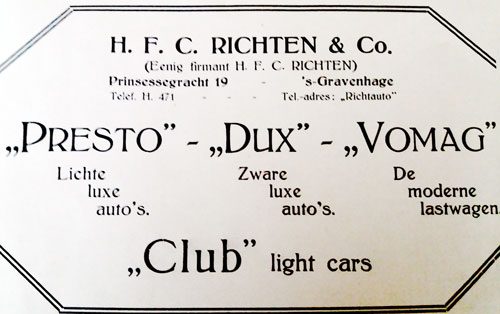 H. F. C. RICHTEN & Co.
(Eenig firmant H. F. C. RICHTEN)
Prinsessegracht 19 - 's-Gravenhage
Telef. H. 471 - - - Tel.-adres: „Richtauto"
„PRESTO" - „DUX" - „VOMAG"
Lichte Zware De
luxe luxe moderne
auto's. auto's. lastwagen.
„Club" light cars